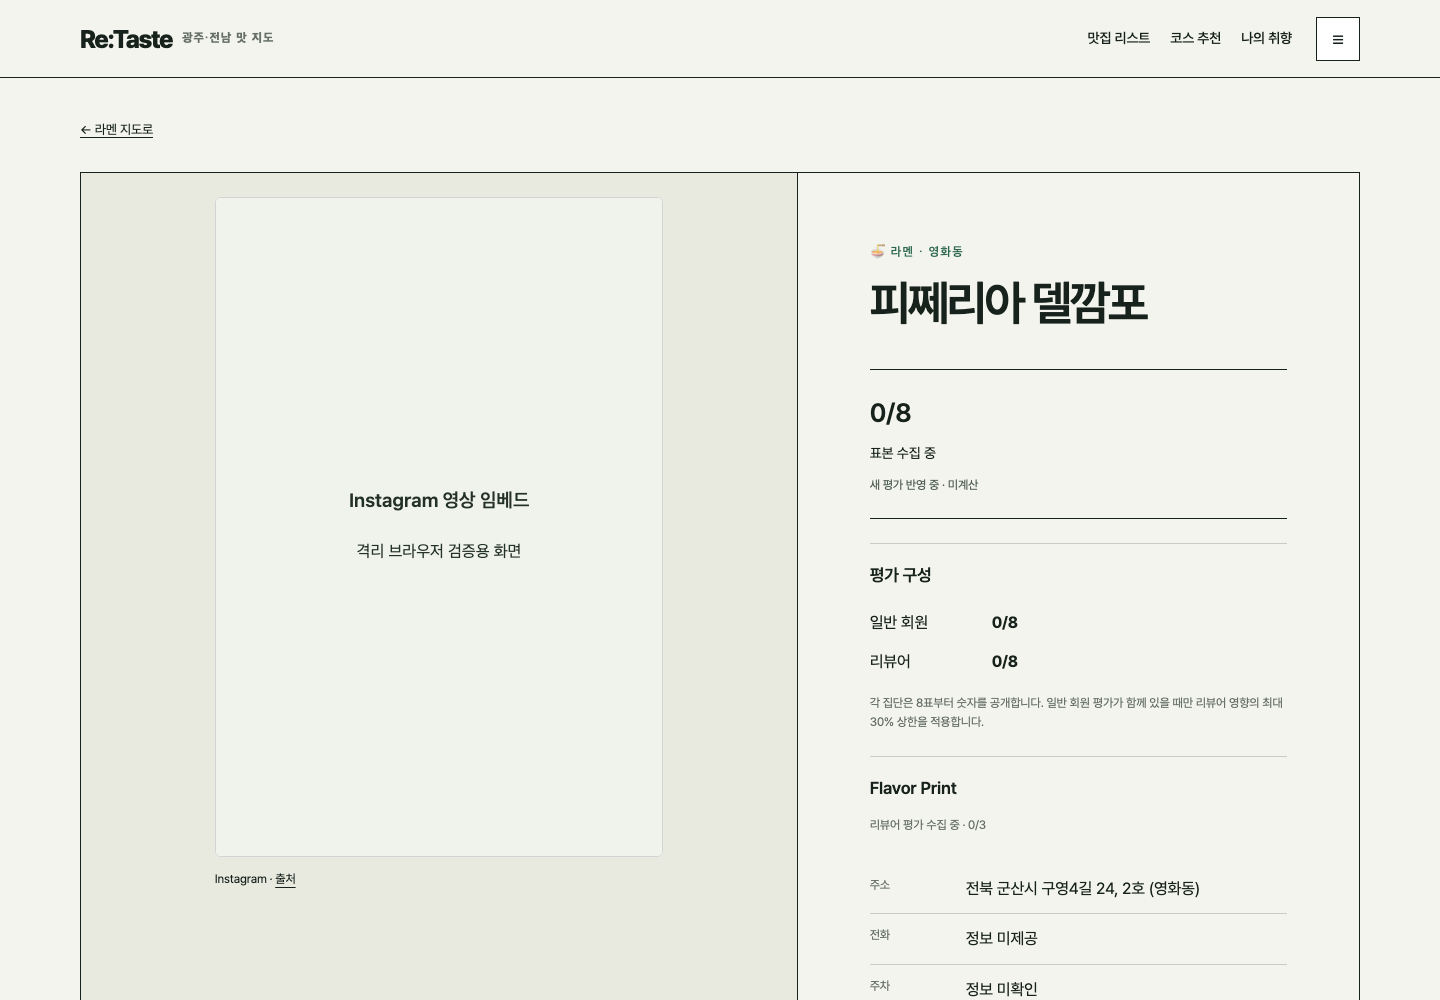 Re:Taste 광주·전남 맛 지도
맛집 리스트 코스 추천 나의 취향 ≡
← 라멘 지도로
Instagram 영상 임베드
격리 브라우저 검증용 화면
Instagram · 출처
🍜 라멘 · 영화동
피쩨리아 델깜포
0/8
표본 수집 중
새 평가 반영 중 · 미계산
평가 구성
일반 회원 0/8
리뷰어 0/8
각 집단은 8표부터 숫자를 공개합니다. 일반 회원 평가가 함께 있을 때만 리뷰어 영향의 최대
30% 상한을 적용합니다.
Flavor Print
리뷰어 평가 수집 중 · 0/3
주소 전북 군산시 구영4길 24, 2호 (영화동)
전화 정보 미제공
주차 정보 미확인